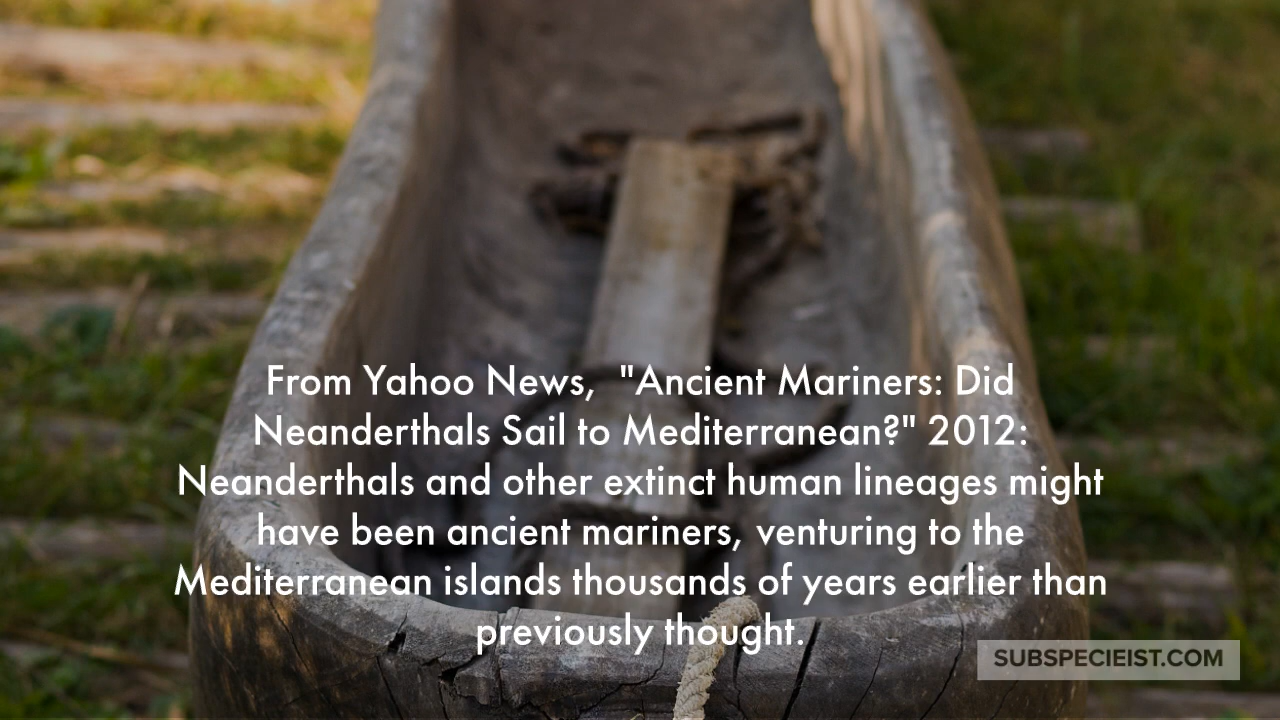 From Yahoo News,  "Ancient Mariners: Did
Neanderthals Sail to Mediterranean?" 2012:
Neanderthals and other extinct human lineages might
have been ancient mariners, venturing to the
Mediterranean islands thousands of years earlier than
previously thought.
SUBSPECIEIST.COM